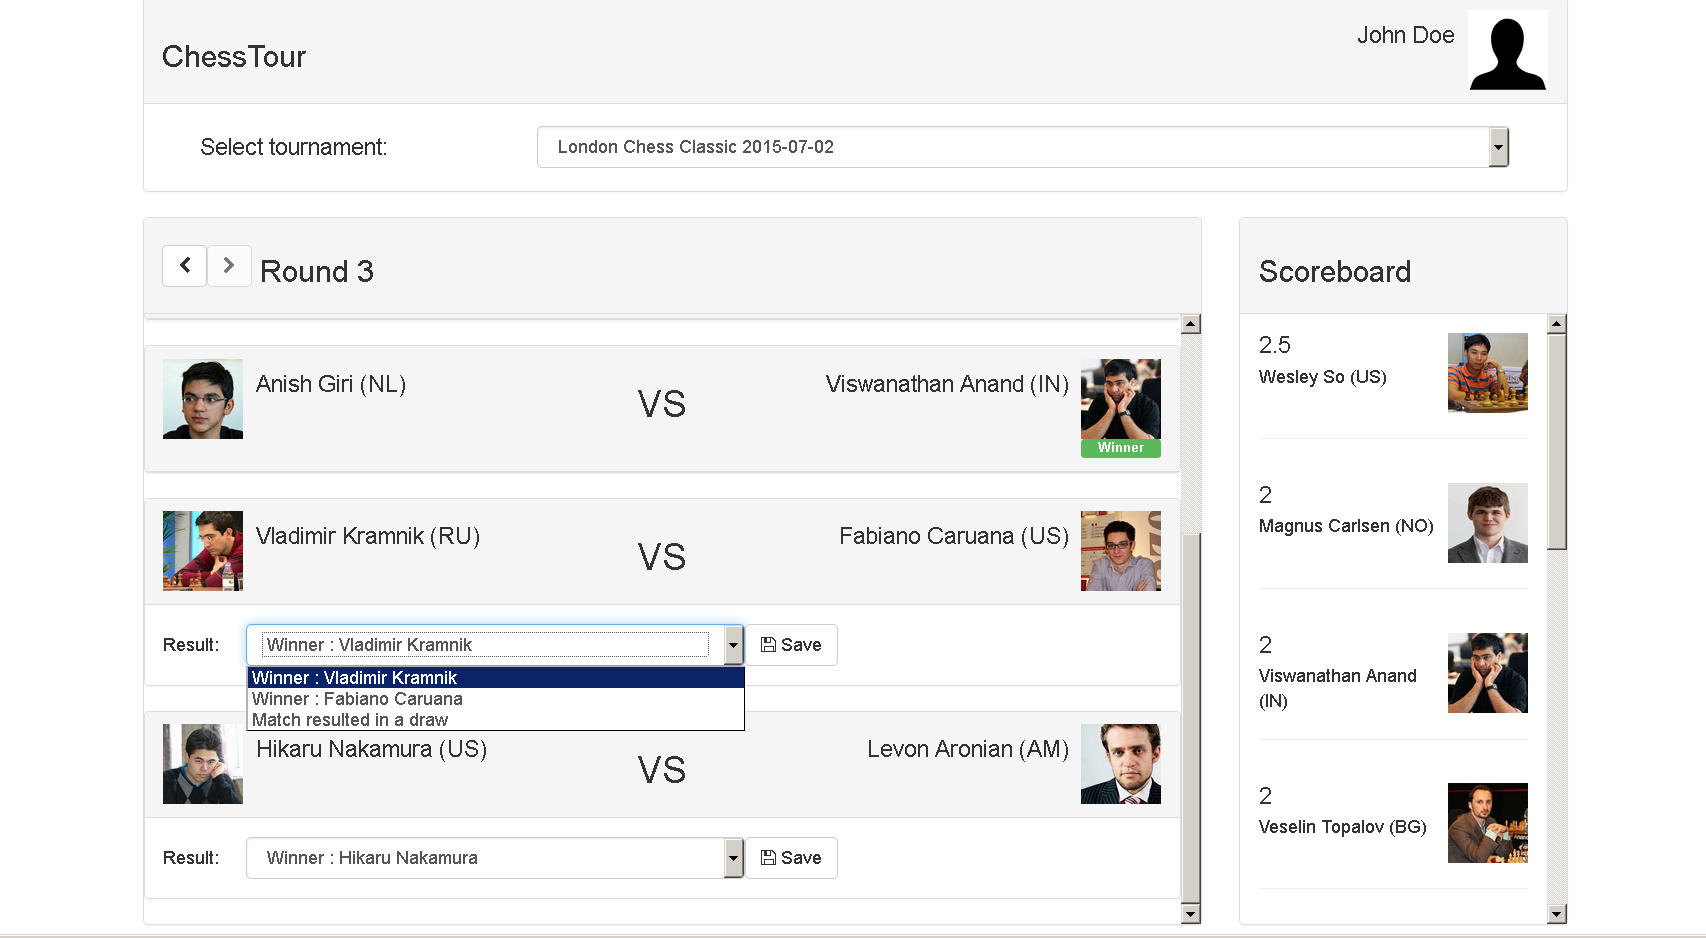 ChessTour
John Doe
Select tournament:
London Chess Classic 2015-07-02
Round 3
Anish Giri (NL)
VS
Viswanathan Anand (IN)
Winner
Vladimir Kramnik (RU)
VS
Fabiano Caruana (US)
Result:
Winner : Vladimir Kramnik
Save
Winner : Vladimir Kramnik
Winner : Fabiano Caruana
Match resulted in a draw
Hikaru Nakamura (US)
VS
Levon Aronian (AM)
Result:
Winner : Hikaru Nakamura
Save
Scoreboard
2.5
Wesley So (US)
2
Magnus Carlsen (NO)
2
Viswanathan Anand
(IN)
2
Veselin Topalov (BG)